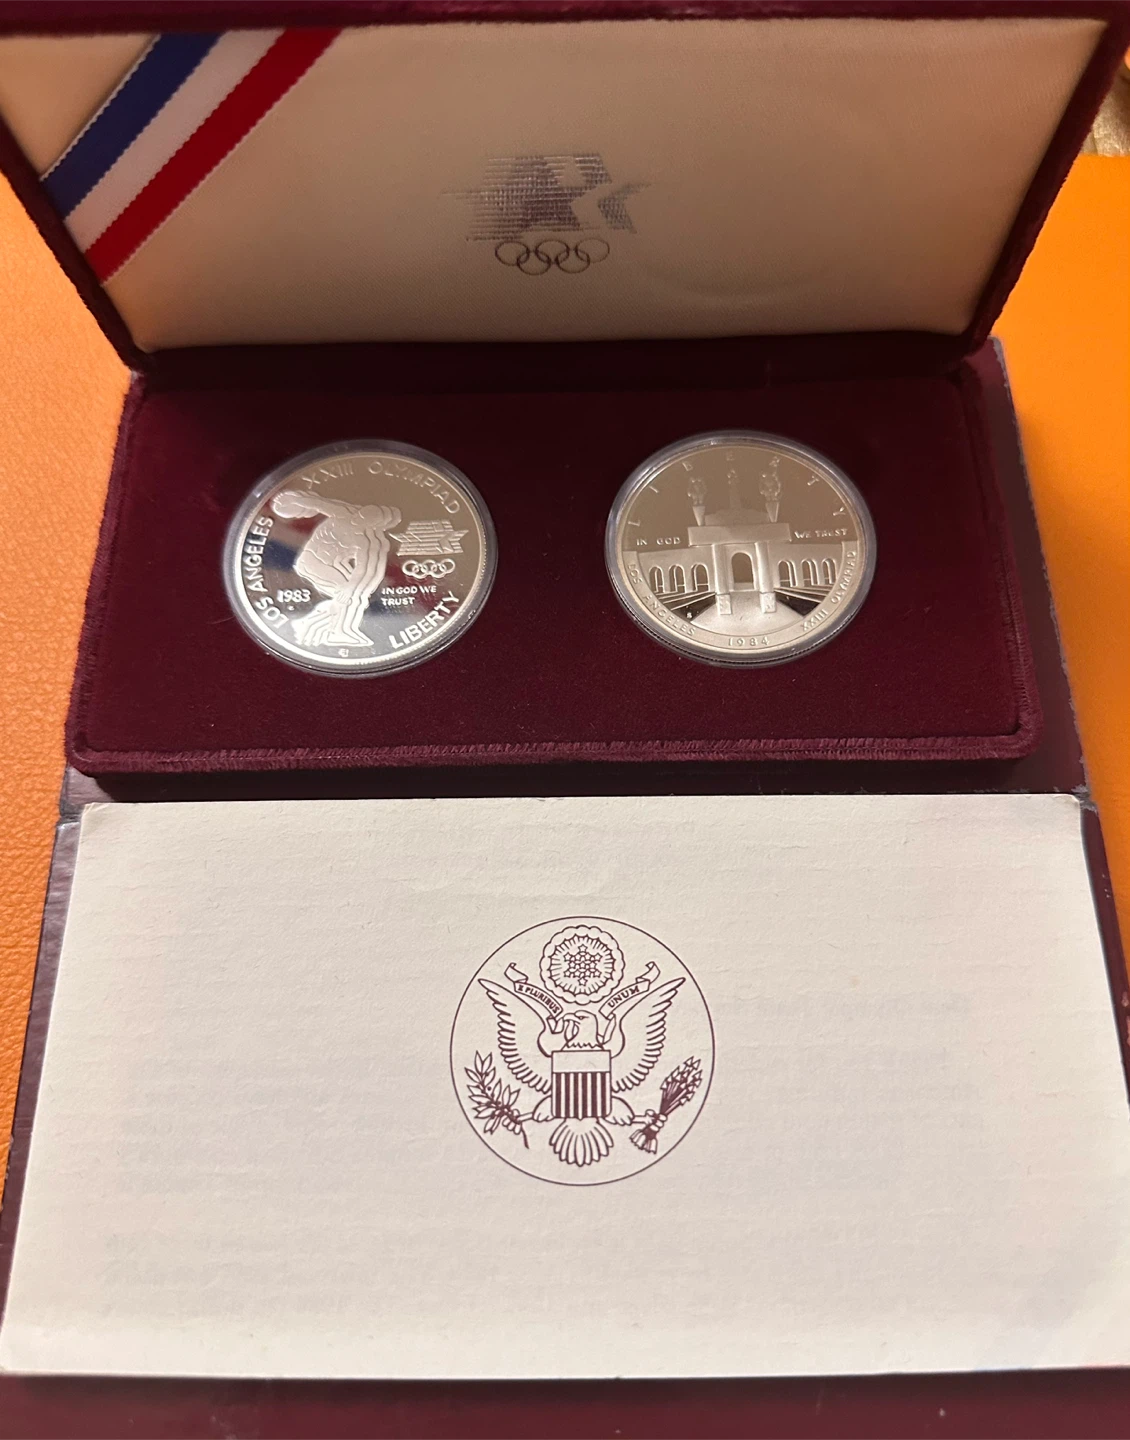 XXIII OLYMPIAD
LOS ANGELES
1983
S
IN GOD WE
TRUST
LIBERTY
LIBERTY
IN GOD WE TRUST
LOS ANGELES 1984 XXIII OLYMPIAD
S
E PLURIBUS UNUM